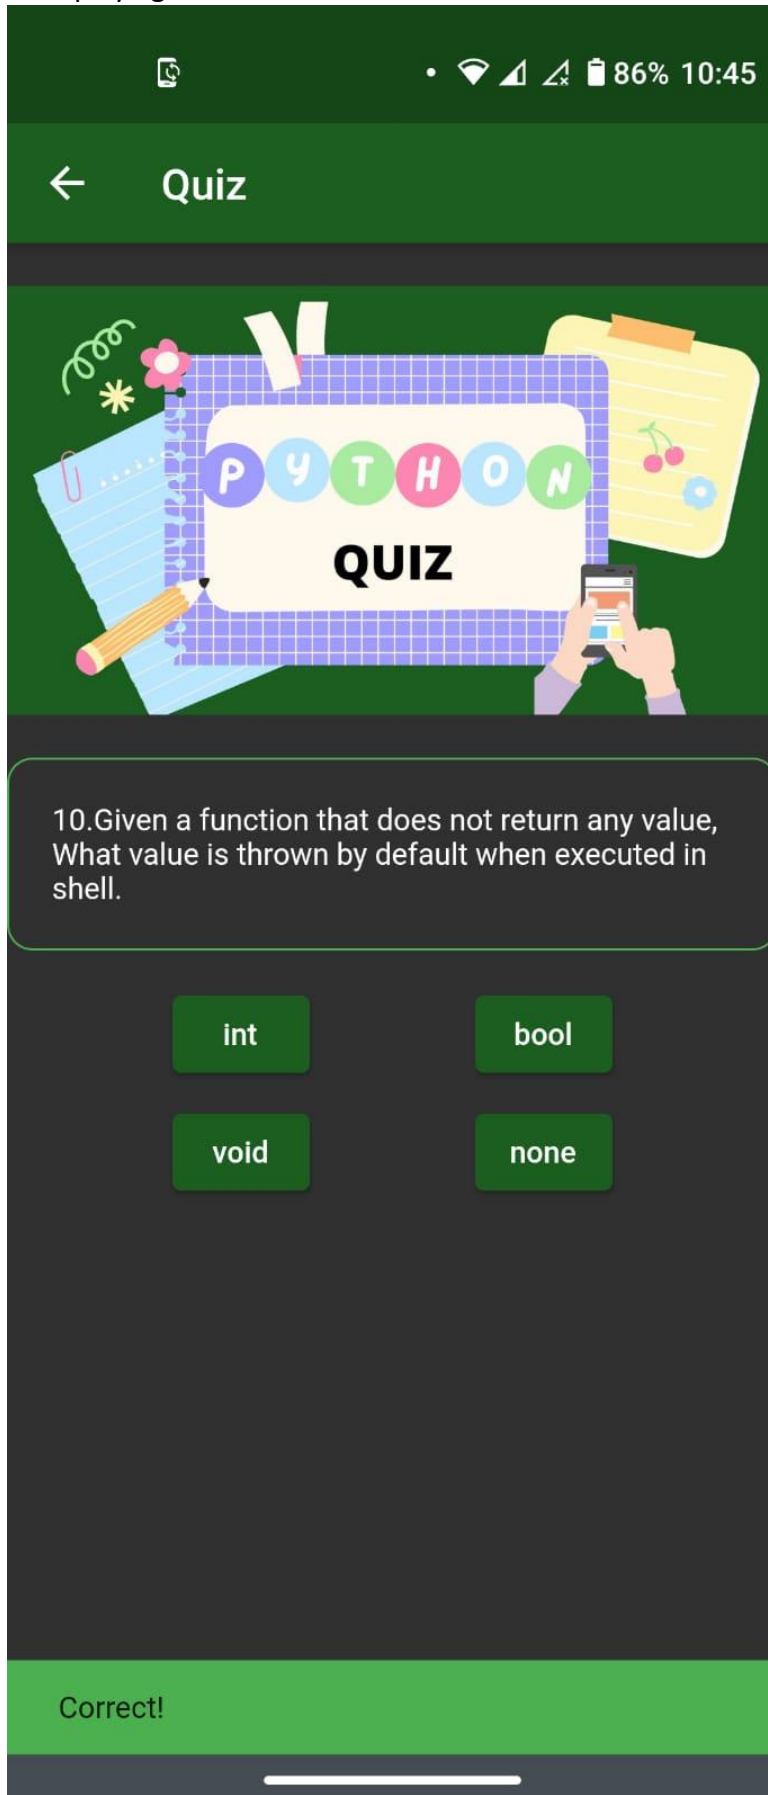 86% 10:45
Quiz
PYTHON
QUIZ
10.Given a function that does not return any value,
What value is thrown by default when executed in
shell.
int bool
void none
Correct!